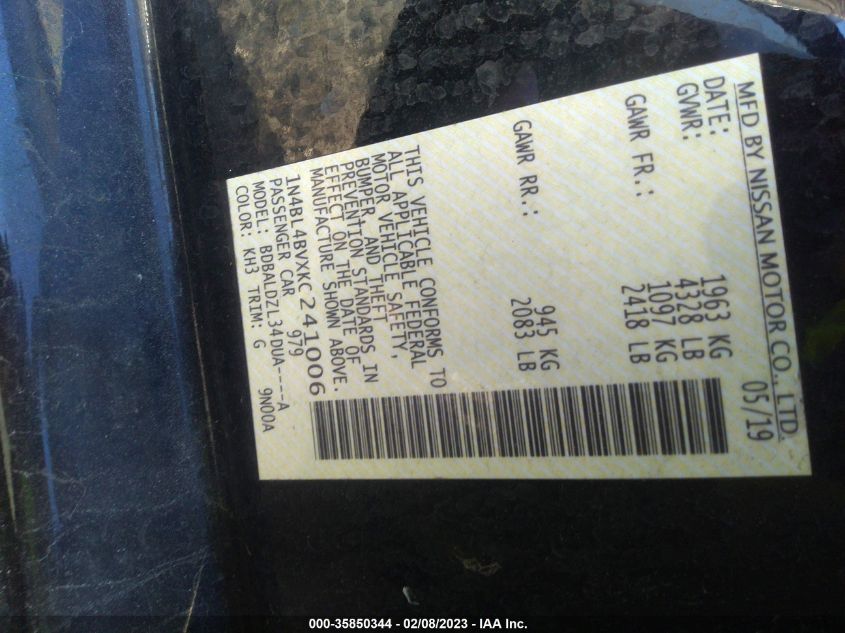 MFD BY NISSAN MOTOR CO., LTD.
DATE: 05/19
GVWR: 1963 KG
4328 LB
GAWR FR.: 1097 KG
2418 LB
GAWR RR.: 945 KG
2083 LB
THIS VEHICLE CONFORMS TO
ALL APPLICABLE FEDERAL
MOTOR VEHICLE SAFETY,
BUMPER, AND THEFT
PREVENTION STANDARDS IN
EFFECT ON THE DATE OF
MANUFACTURE SHOWN ABOVE.
1N4BL4BVXKC241006
PASSENGER CAR 979
MODEL: BDBALDZL34DUA----A
COLOR: KH3 TRIM: G 9N00A
000-35850344 - 02/08/2023 - IAA Inc.